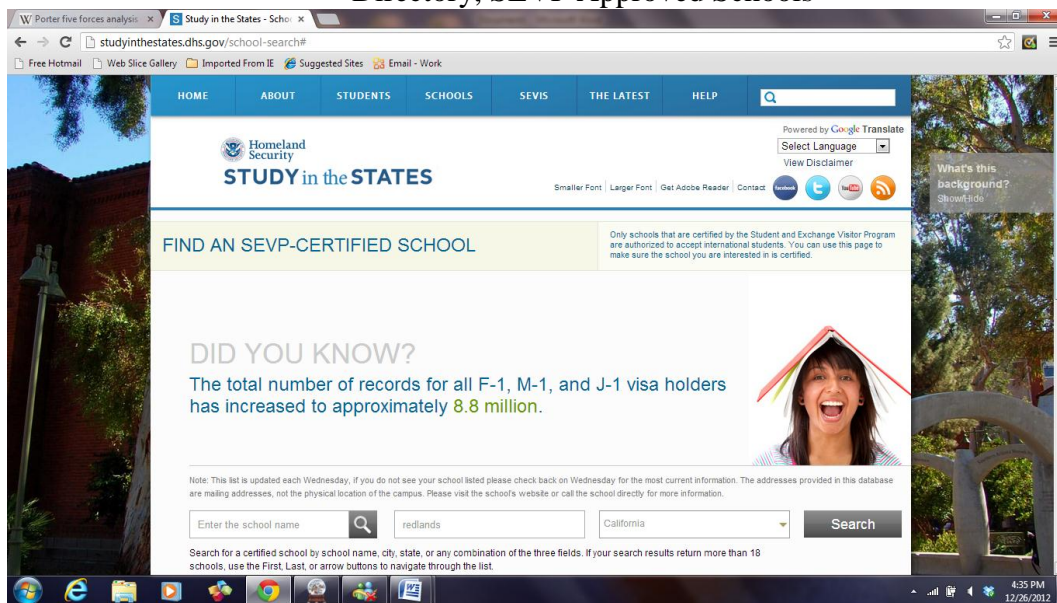 Directory, SEVP Approved Schools
Porter five forces analysis
Study in the States - Schoo
studyinthestates.dhs.gov/school-search#
Free Hotmail Web Slice Gallery Imported From IE Suggested Sites Email - Work
HOME ABOUT STUDENTS SCHOOLS SEVIS THE LATEST HELP
Powered by Google Translate
Homeland
Security
Select Language
View Disclaimer
STUDY in the STATES
Smaller Font Larger Font Get Adobe Reader Contact facebook YouTube
What's this
background?
Show/Hide
FIND AN SEVP-CERTIFIED SCHOOL
Only schools that are certified by the Student and Exchange Visitor Program
are authorized to accept international students. You can use this page to
make sure the school you are interested in is certified.
DID YOU KNOW?
The total number of records for all F-1, M-1, and J-1 visa holders
has increased to approximately 8.8 million.
Note: This list is updated each Wednesday, if you do not see your school listed please check back on Wednesday for the most current information. The addresses provided in this database
are mailing addresses, not the physical location of the campus. Please visit the school's website or call the school directly for more information.
Enter the school name redlands California Search
Search for a certified school by school name, city, state, or any combination of the three fields. If your search results return more than 18
schools, use the First, Last, or arrow buttons to navigate through the list.
4:35 PM
12/26/2012